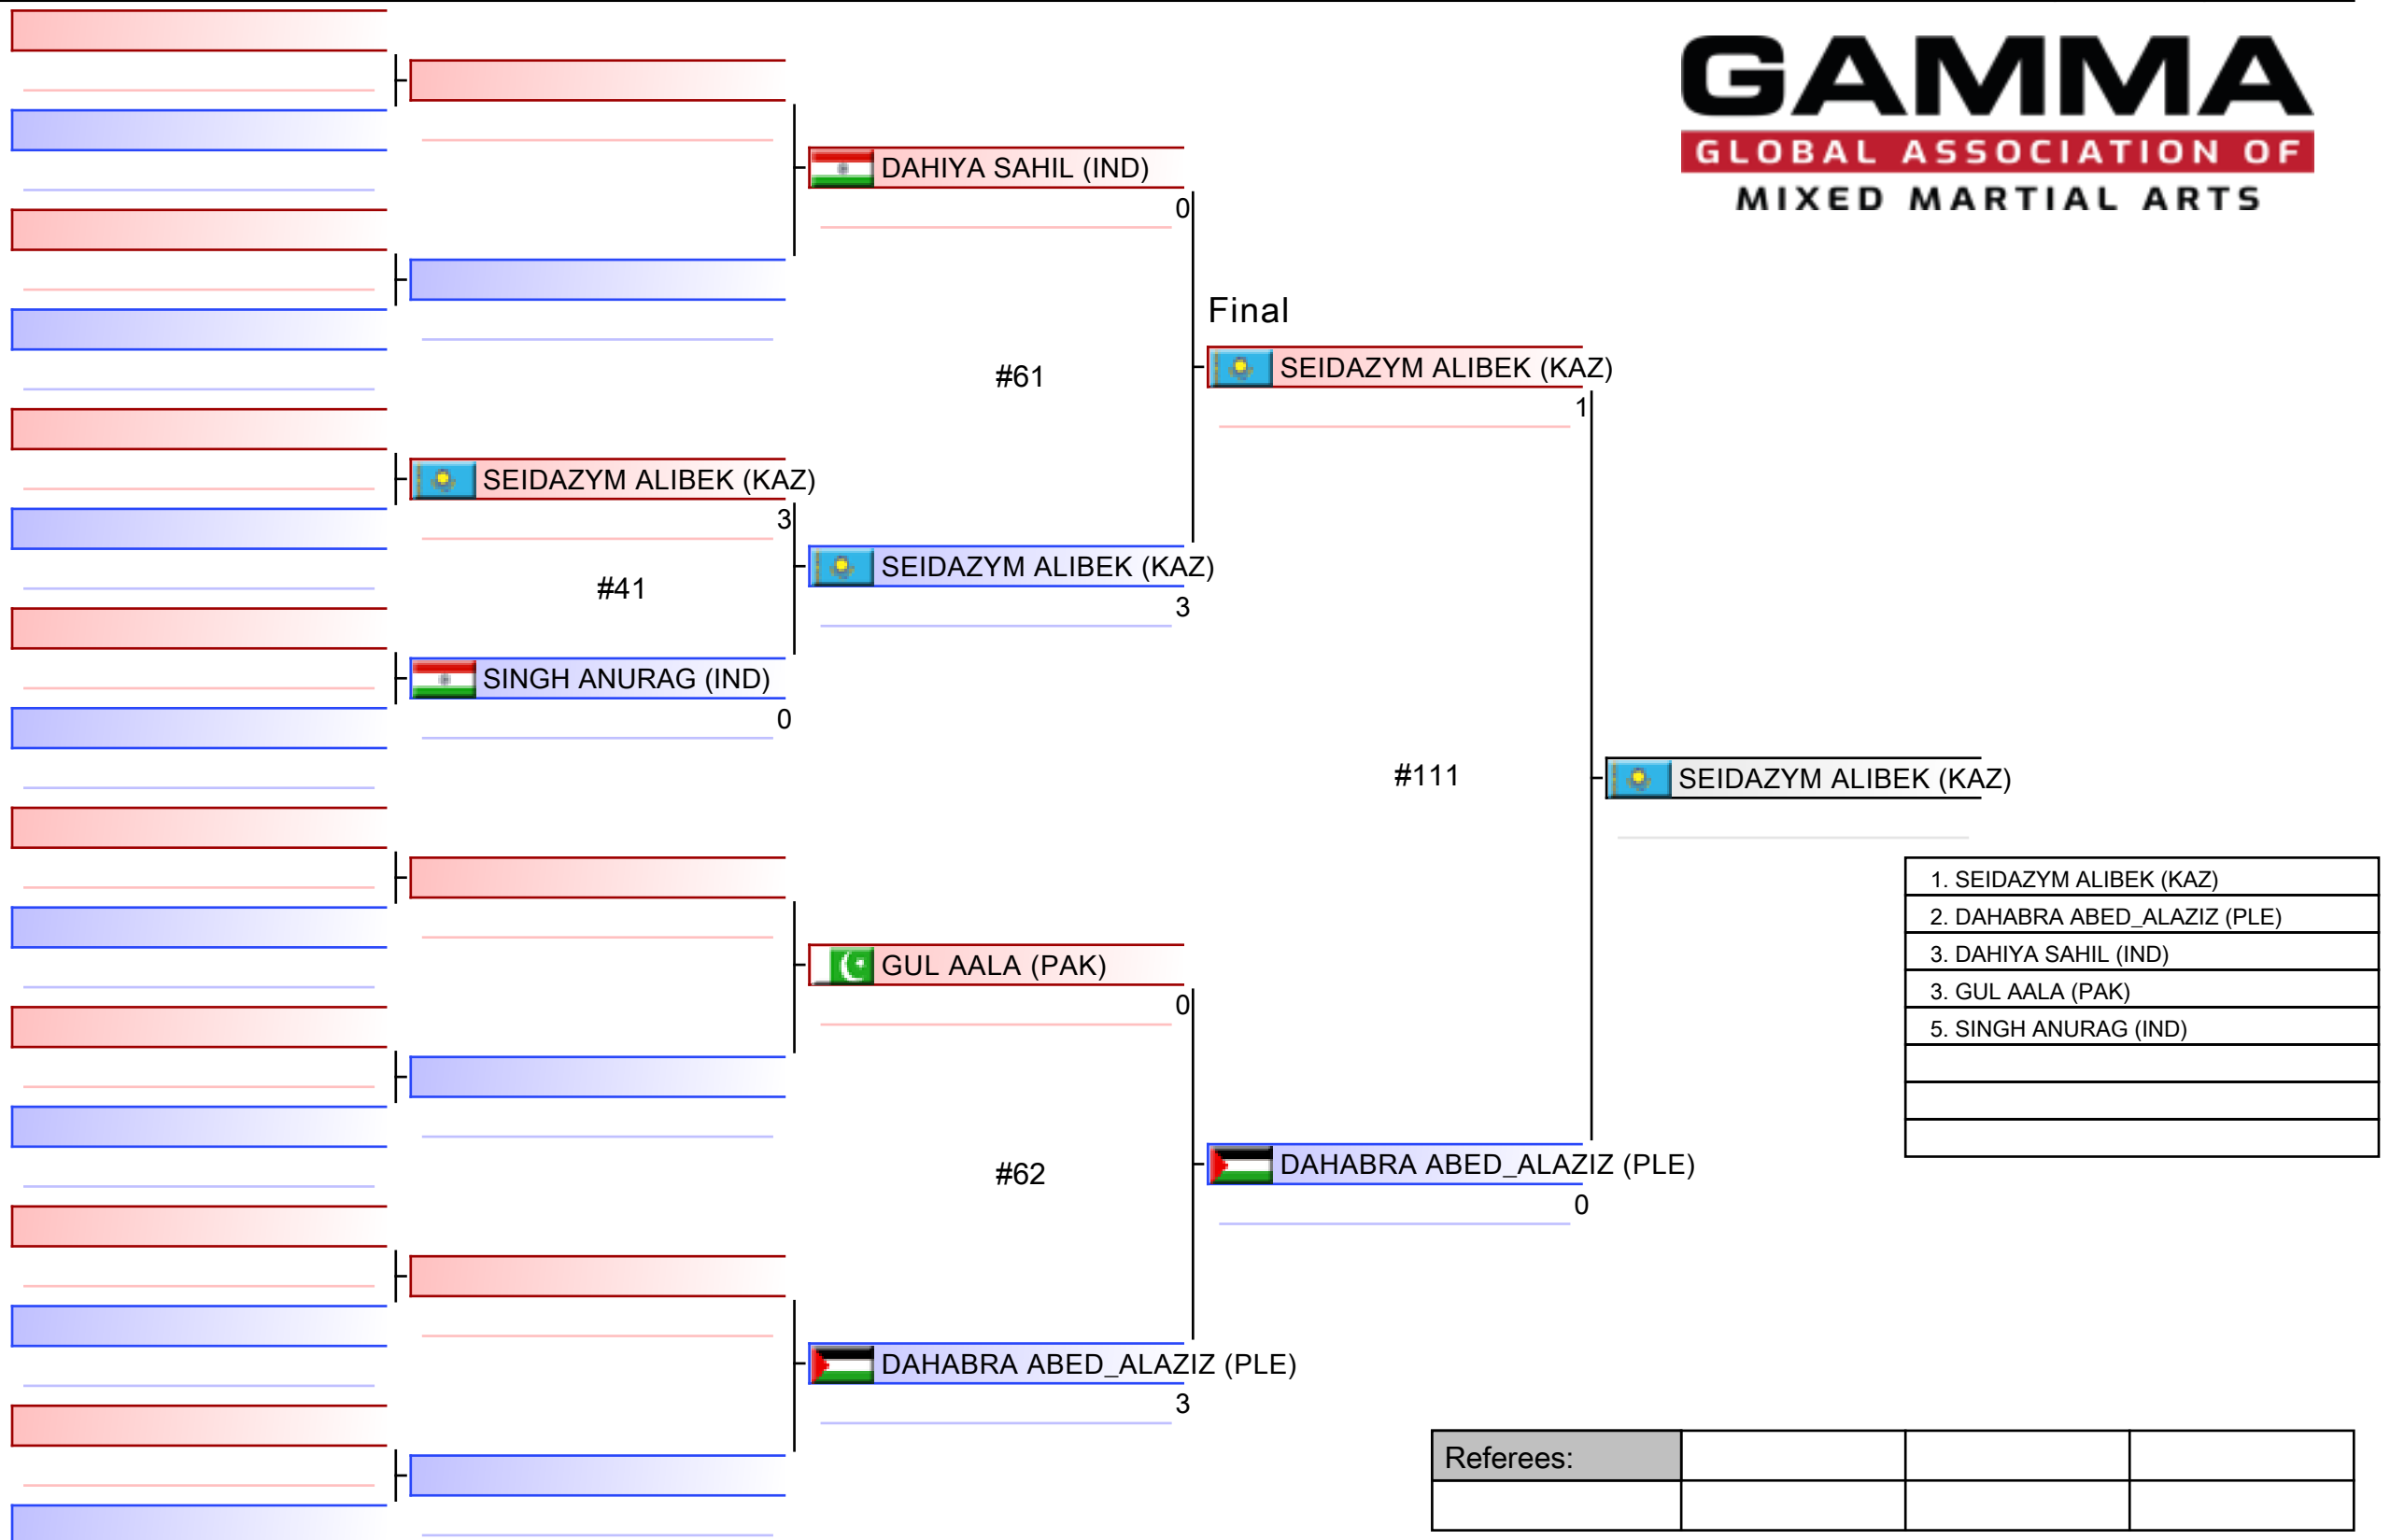 GAMMA
GLOBAL ASSOCIATION OF
MIXED MARTIAL ARTS
DAHIYA SAHIL (IND)
0
Final
#61
SEIDAZYM ALIBEK (KAZ)
1
SEIDAZYM ALIBEK (KAZ)
3
#41
SEIDAZYM ALIBEK (KAZ)
3
SINGH ANURAG (IND)
0
#111
SEIDAZYM ALIBEK (KAZ)
1. SEIDAZYM ALIBEK (KAZ)
2. DAHABRA ABED_ALAZIZ (PLE)
3. DAHIYA SAHIL (IND)
3. GUL AALA (PAK)
5. SINGH ANURAG (IND)
GUL AALA (PAK)
0
#62
DAHABRA ABED_ALAZIZ (PLE)
0
DAHABRA ABED_ALAZIZ (PLE)
3
Referees: